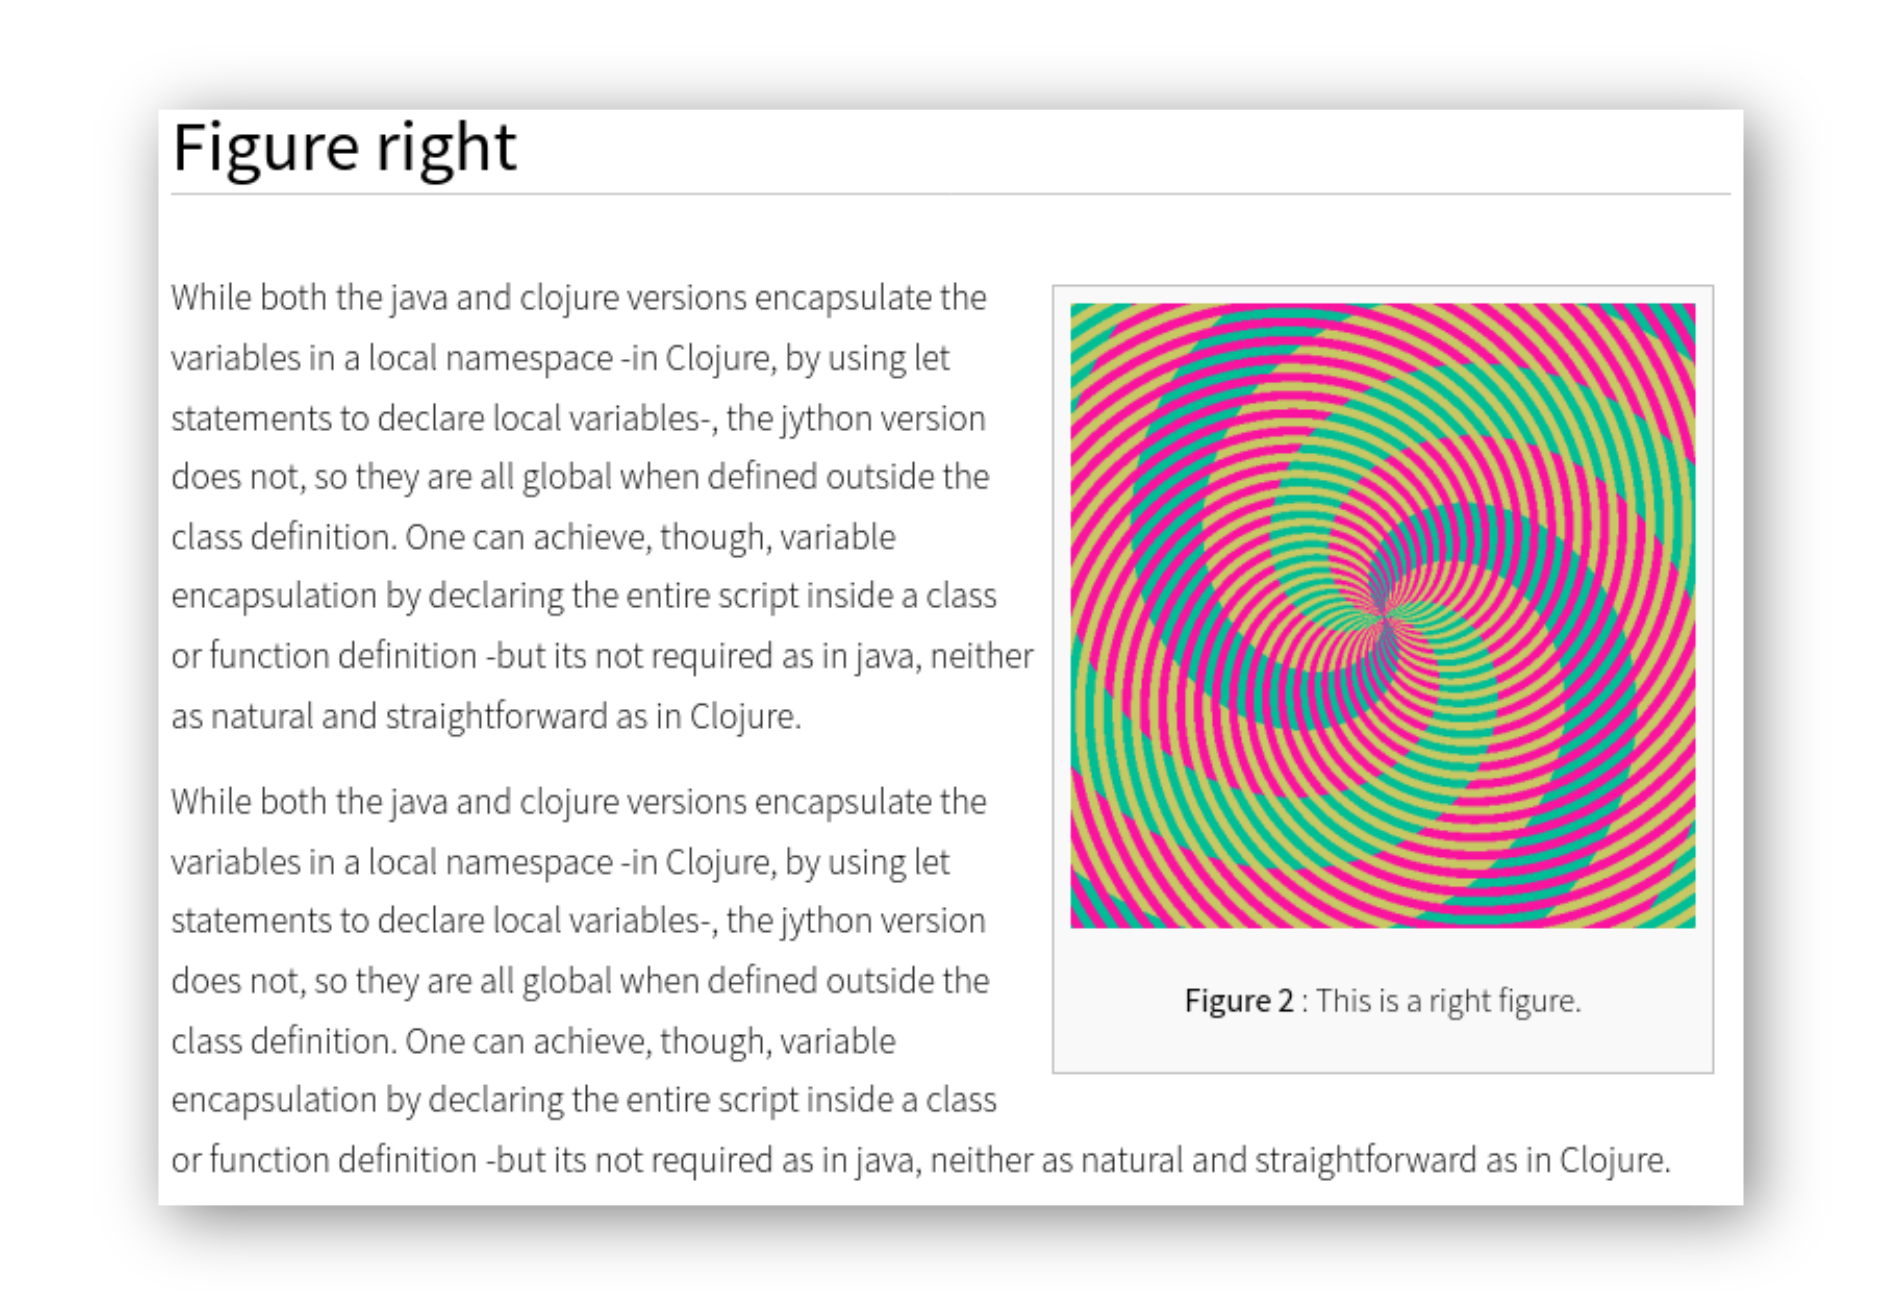 Figure right
While both the java and clojure versions encapsulate the
variables in a local namespace -in Clojure, by using let
statements to declare local variables-, the jython version
does not, so they are all global when defined outside the
class definition. One can achieve, though, variable
encapsulation by declaring the entire script inside a class
or function definition -but its not required as in java, neither
as natural and straightforward as in Clojure.
While both the java and clojure versions encapsulate the
variables in a local namespace -in Clojure, by using let
statements to declare local variables-, the jython version
does not, so they are all global when defined outside the
class definition. One can achieve, though, variable
encapsulation by declaring the entire script inside a class
or function definition -but its not required as in java, neither as natural and straightforward as in Clojure.
Figure 2 : This is a right figure.